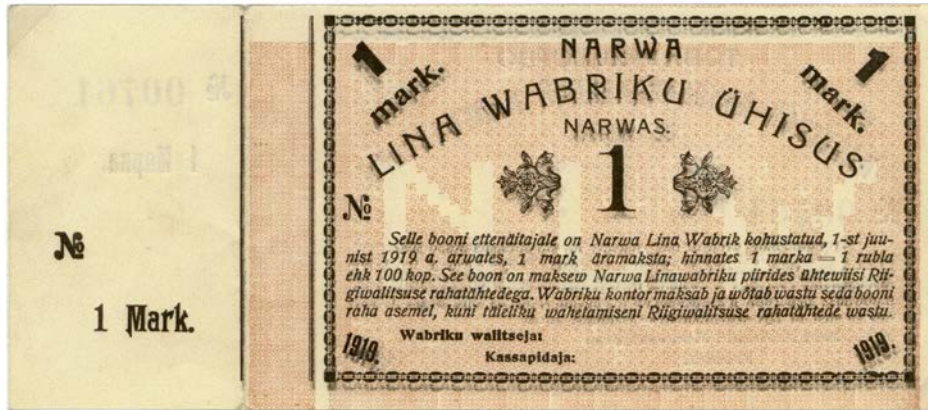 №
1 Mark.
1 mark.
1 mark.
NARWA
LINA WABRIKU ÜHISUS
NARWAS.
1
№
Selle booni ettenäitajale on Narwa Lina Wabrik kohustatud, 1-st juu-
nist 1919 a. arwates, 1 mark äramaksta; hinnates 1 marka = 1 rubla
ehk 100 kop. See boon on maksew Narwa Linawabriku piirides ühtewiisi Rii-
giwalitsuse rahatähtedega. Wabriku kontor maksab ja wõtab wastu seda booni
raha asemel, kuni täieliku wahetamiseni Riigiwalitsuse rahatähtede wastu.
Wabriku walitseja:
Kassapidaja:
1919.
1919.